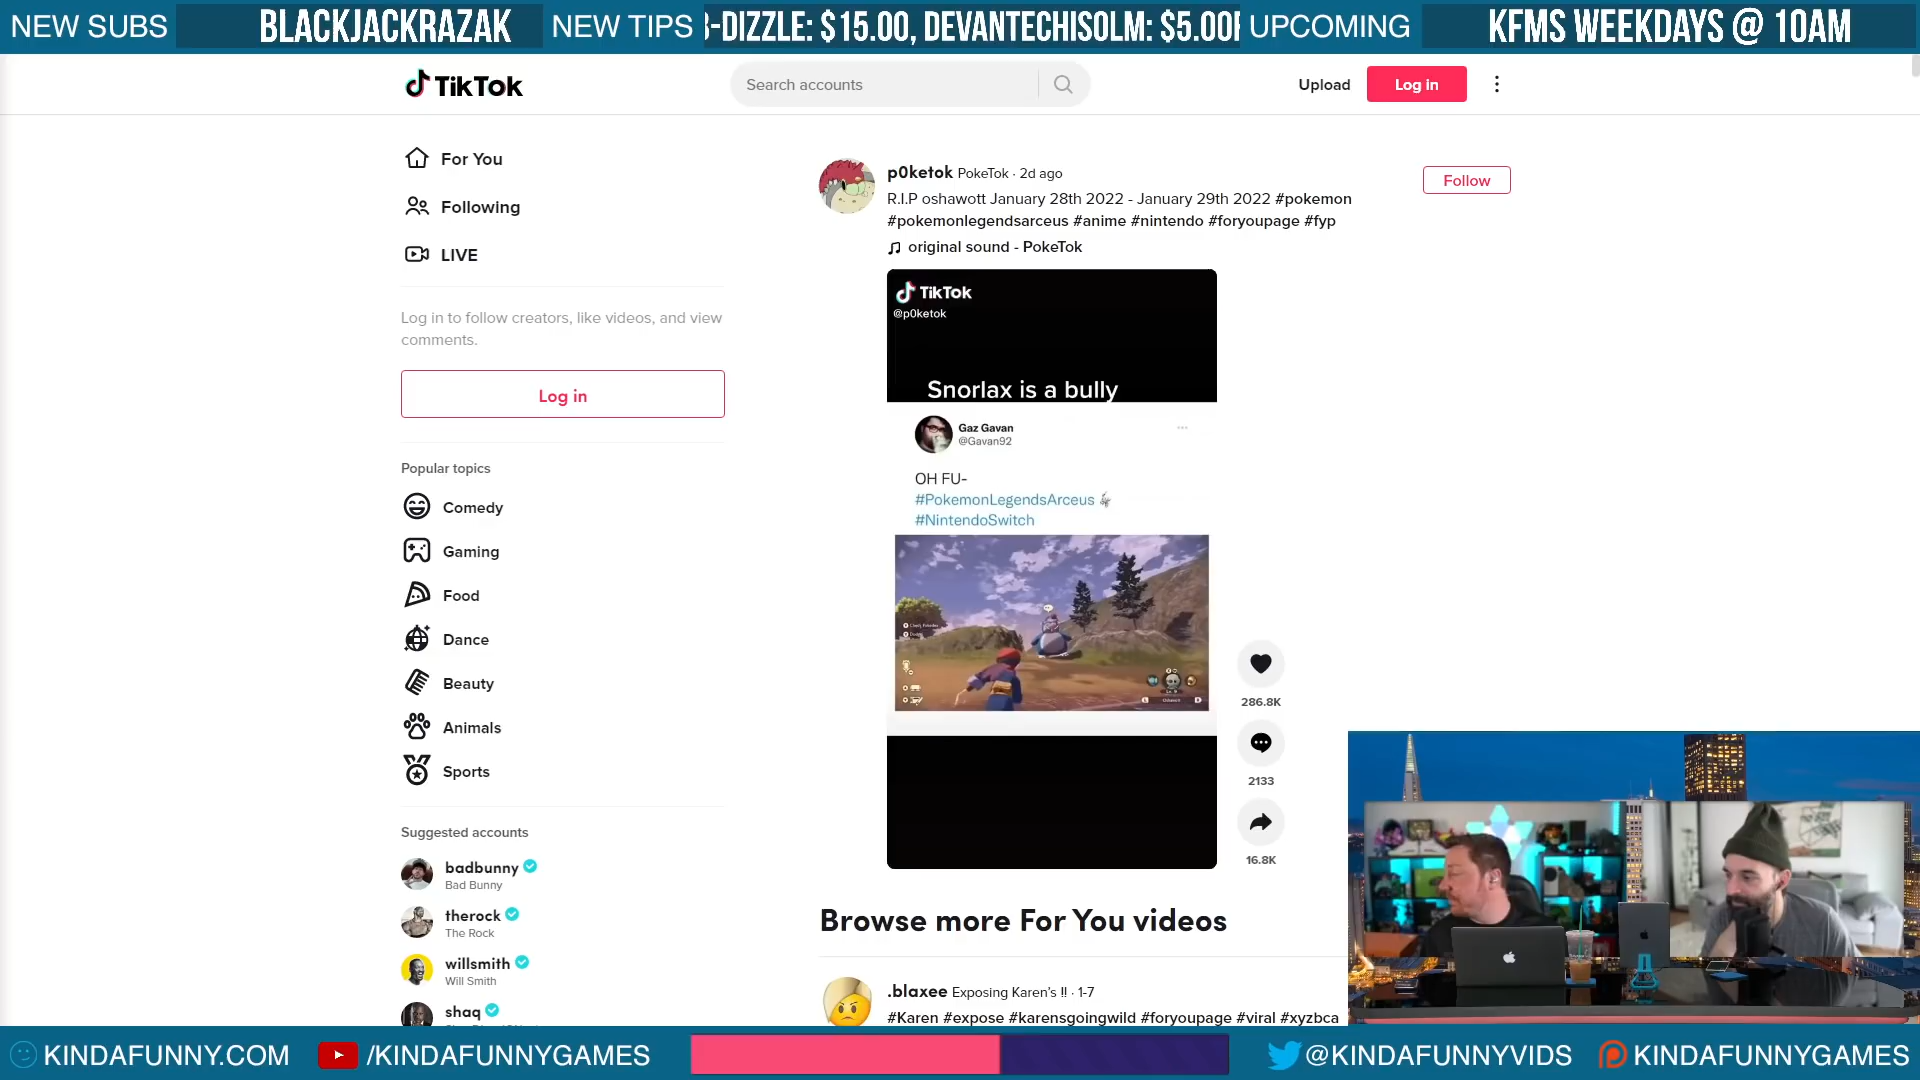 NEW SUBS
BLACKJACKRAZAK
NEW TIPS
-DIZZLE: $15.00, DEVANTECHISOLM: $5.00
UPCOMING
KFMS WEEKDAYS @ 10AM
TikTok
Search accounts
Upload
Log in
For You
Following
LIVE
Log in to follow creators, like videos, and view
comments.
Log in
Popular topics
Comedy
Gaming
Food
Dance
Beauty
Animals
Sports
Suggested accounts
badbunny
Bad Bunny
therock
The Rock
willsmith
Will Smith
shaq
p0ketok PokeTok · 2d ago
Follow
R.I.P oshawott January 28th 2022 - January 29th 2022 #pokemon
#pokemonlegendsarceus #anime #nintendo #foryoupage #fyp
original sound - PokeTok
TikTok
@p0ketok
Snorlax is a bully
Gaz Gavan
@Gavan92
OH FU-
#PokemonLegendsArceus
#NintendoSwitch
286.8K
2133
16.8K
Browse more For You videos
.blaxee Exposing Karen's !! · 1-7
#Karen #expose #karensgoingwild #foryoupage #viral #xyzbca
KINDAFUNNY.COM
/KINDAFUNNYGAMES
@KINDAFUNNYVIDS
KINDAFUNNYGAMES